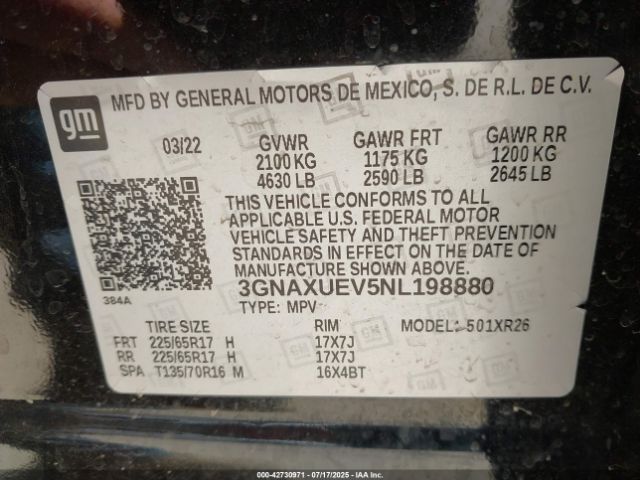 gm
MFD BY GENERAL MOTORS DE MEXICO, S. DE R.L. DE C.V.
03/22 GVWR GAWR FRT GAWR RR
2100 KG 1175 KG 1200 KG
4630 LB 2590 LB 2645 LB
THIS VEHICLE CONFORMS TO ALL
APPLICABLE U.S. FEDERAL MOTOR
VEHICLE SAFETY AND THEFT PREVENTION
STANDARDS IN EFFECT ON THE DATE OF
MANUFACTURE SHOWN ABOVE.
384A
3GNAXUEV5NL198880
TYPE: MPV
MODEL: 501XR26
TIRE SIZE RIM
FRT 225/65R17 H 17X7J
RR 225/65R17 H 17X7J
SPA T135/70R16 M 16X4BT
000-42730971 - 07/17/2025 - IAA Inc.